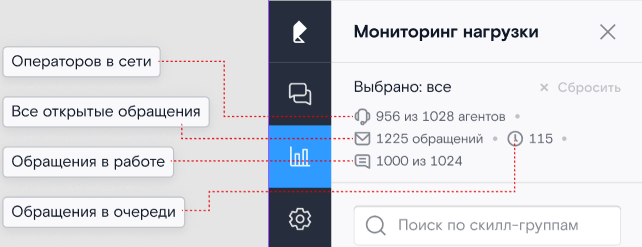 Мониторинг нагрузки
Операторов в сети
Выбрано: все
Сбросить
Все открытые обращения
956 из 1028 агентов
1225 обращений
115
Обращения в работе
1000 из 1024
Обращения в очереди
Поиск по скилл-группам